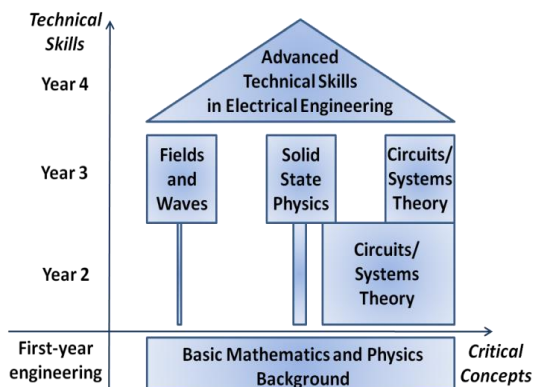 Technical
Skills
Year 4
Advanced
Technical Skills
in Electrical Engineering
Year 3
Fields
and
Waves
Solid
State
Physics
Circuits/
Systems
Theory
Year 2
Circuits/
Systems
Theory
First-year
engineering
Basic Mathematics and Physics
Background
Critical
Concepts